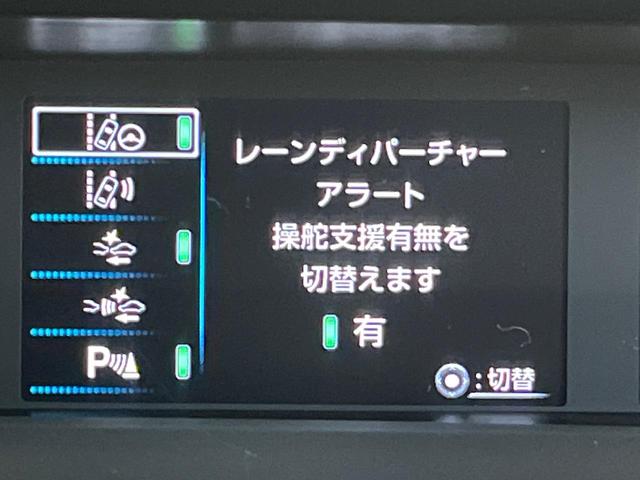 レーンディパーチャー
アラート
操舵支援有無を
切替えます
有
:切替
P